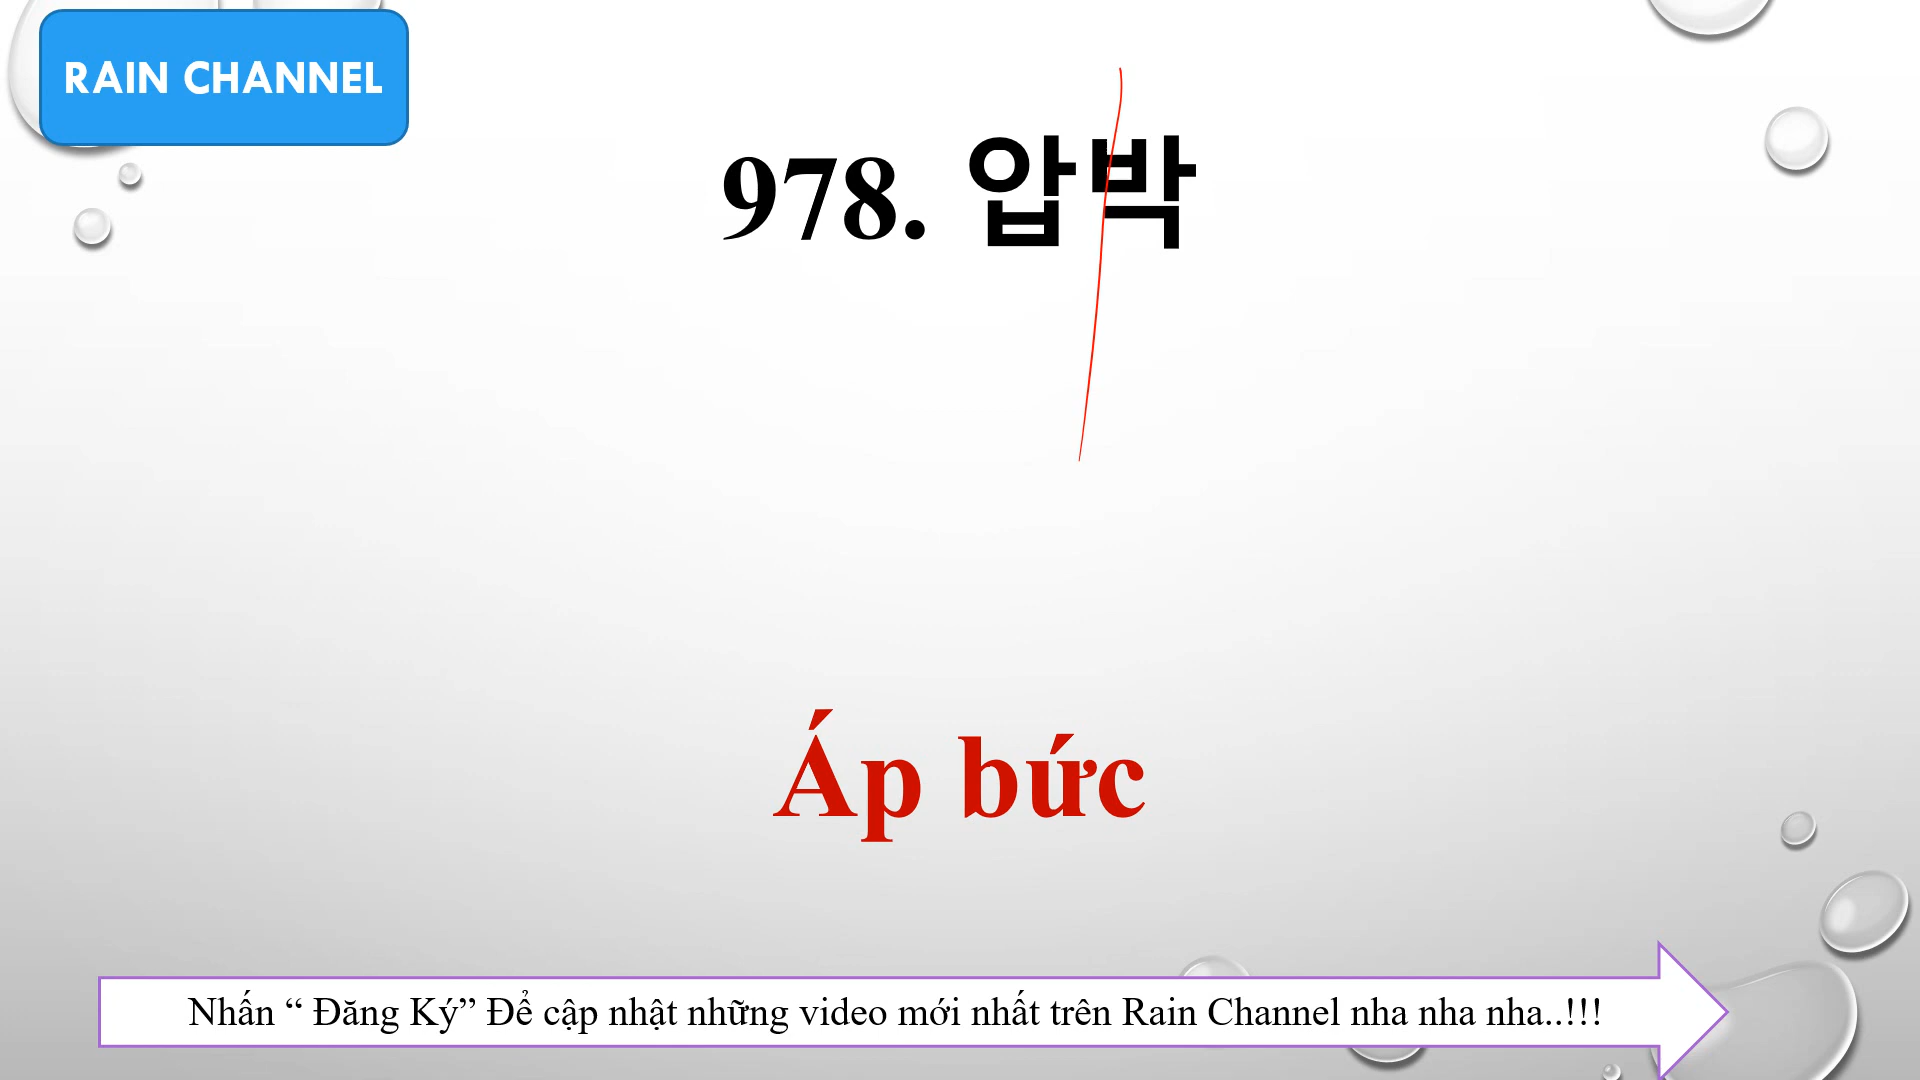 RAIN CHANNEL
978. 압박
Áp bức
Nhấn “ Đăng Ký” Để cập nhật những video mới nhất trên Rain Channel nha nha nha..!!!